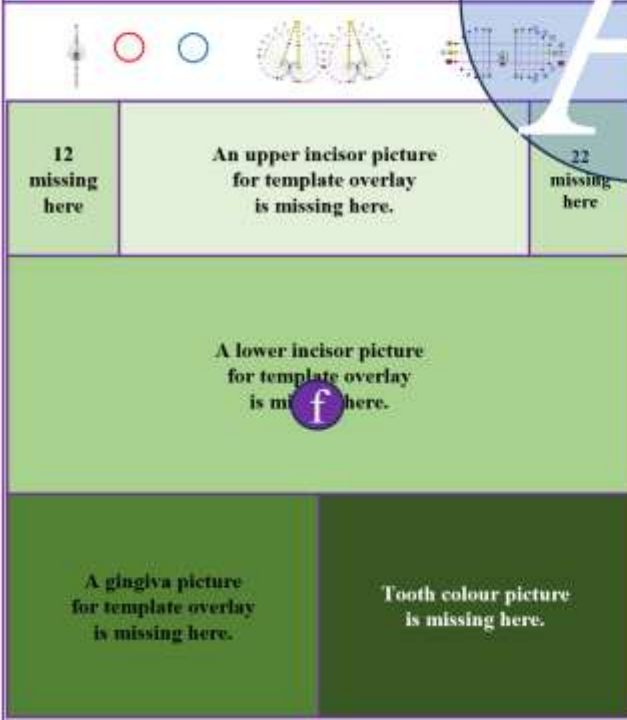 A
12
missing
here
An upper incisor picture
for template overlay
is missing here.
22
missing
here
A lower incisor picture
for template overlay
is mi f here.
A gingiva picture
for template overlay
is missing here.
Tooth colour picture
is missing here.